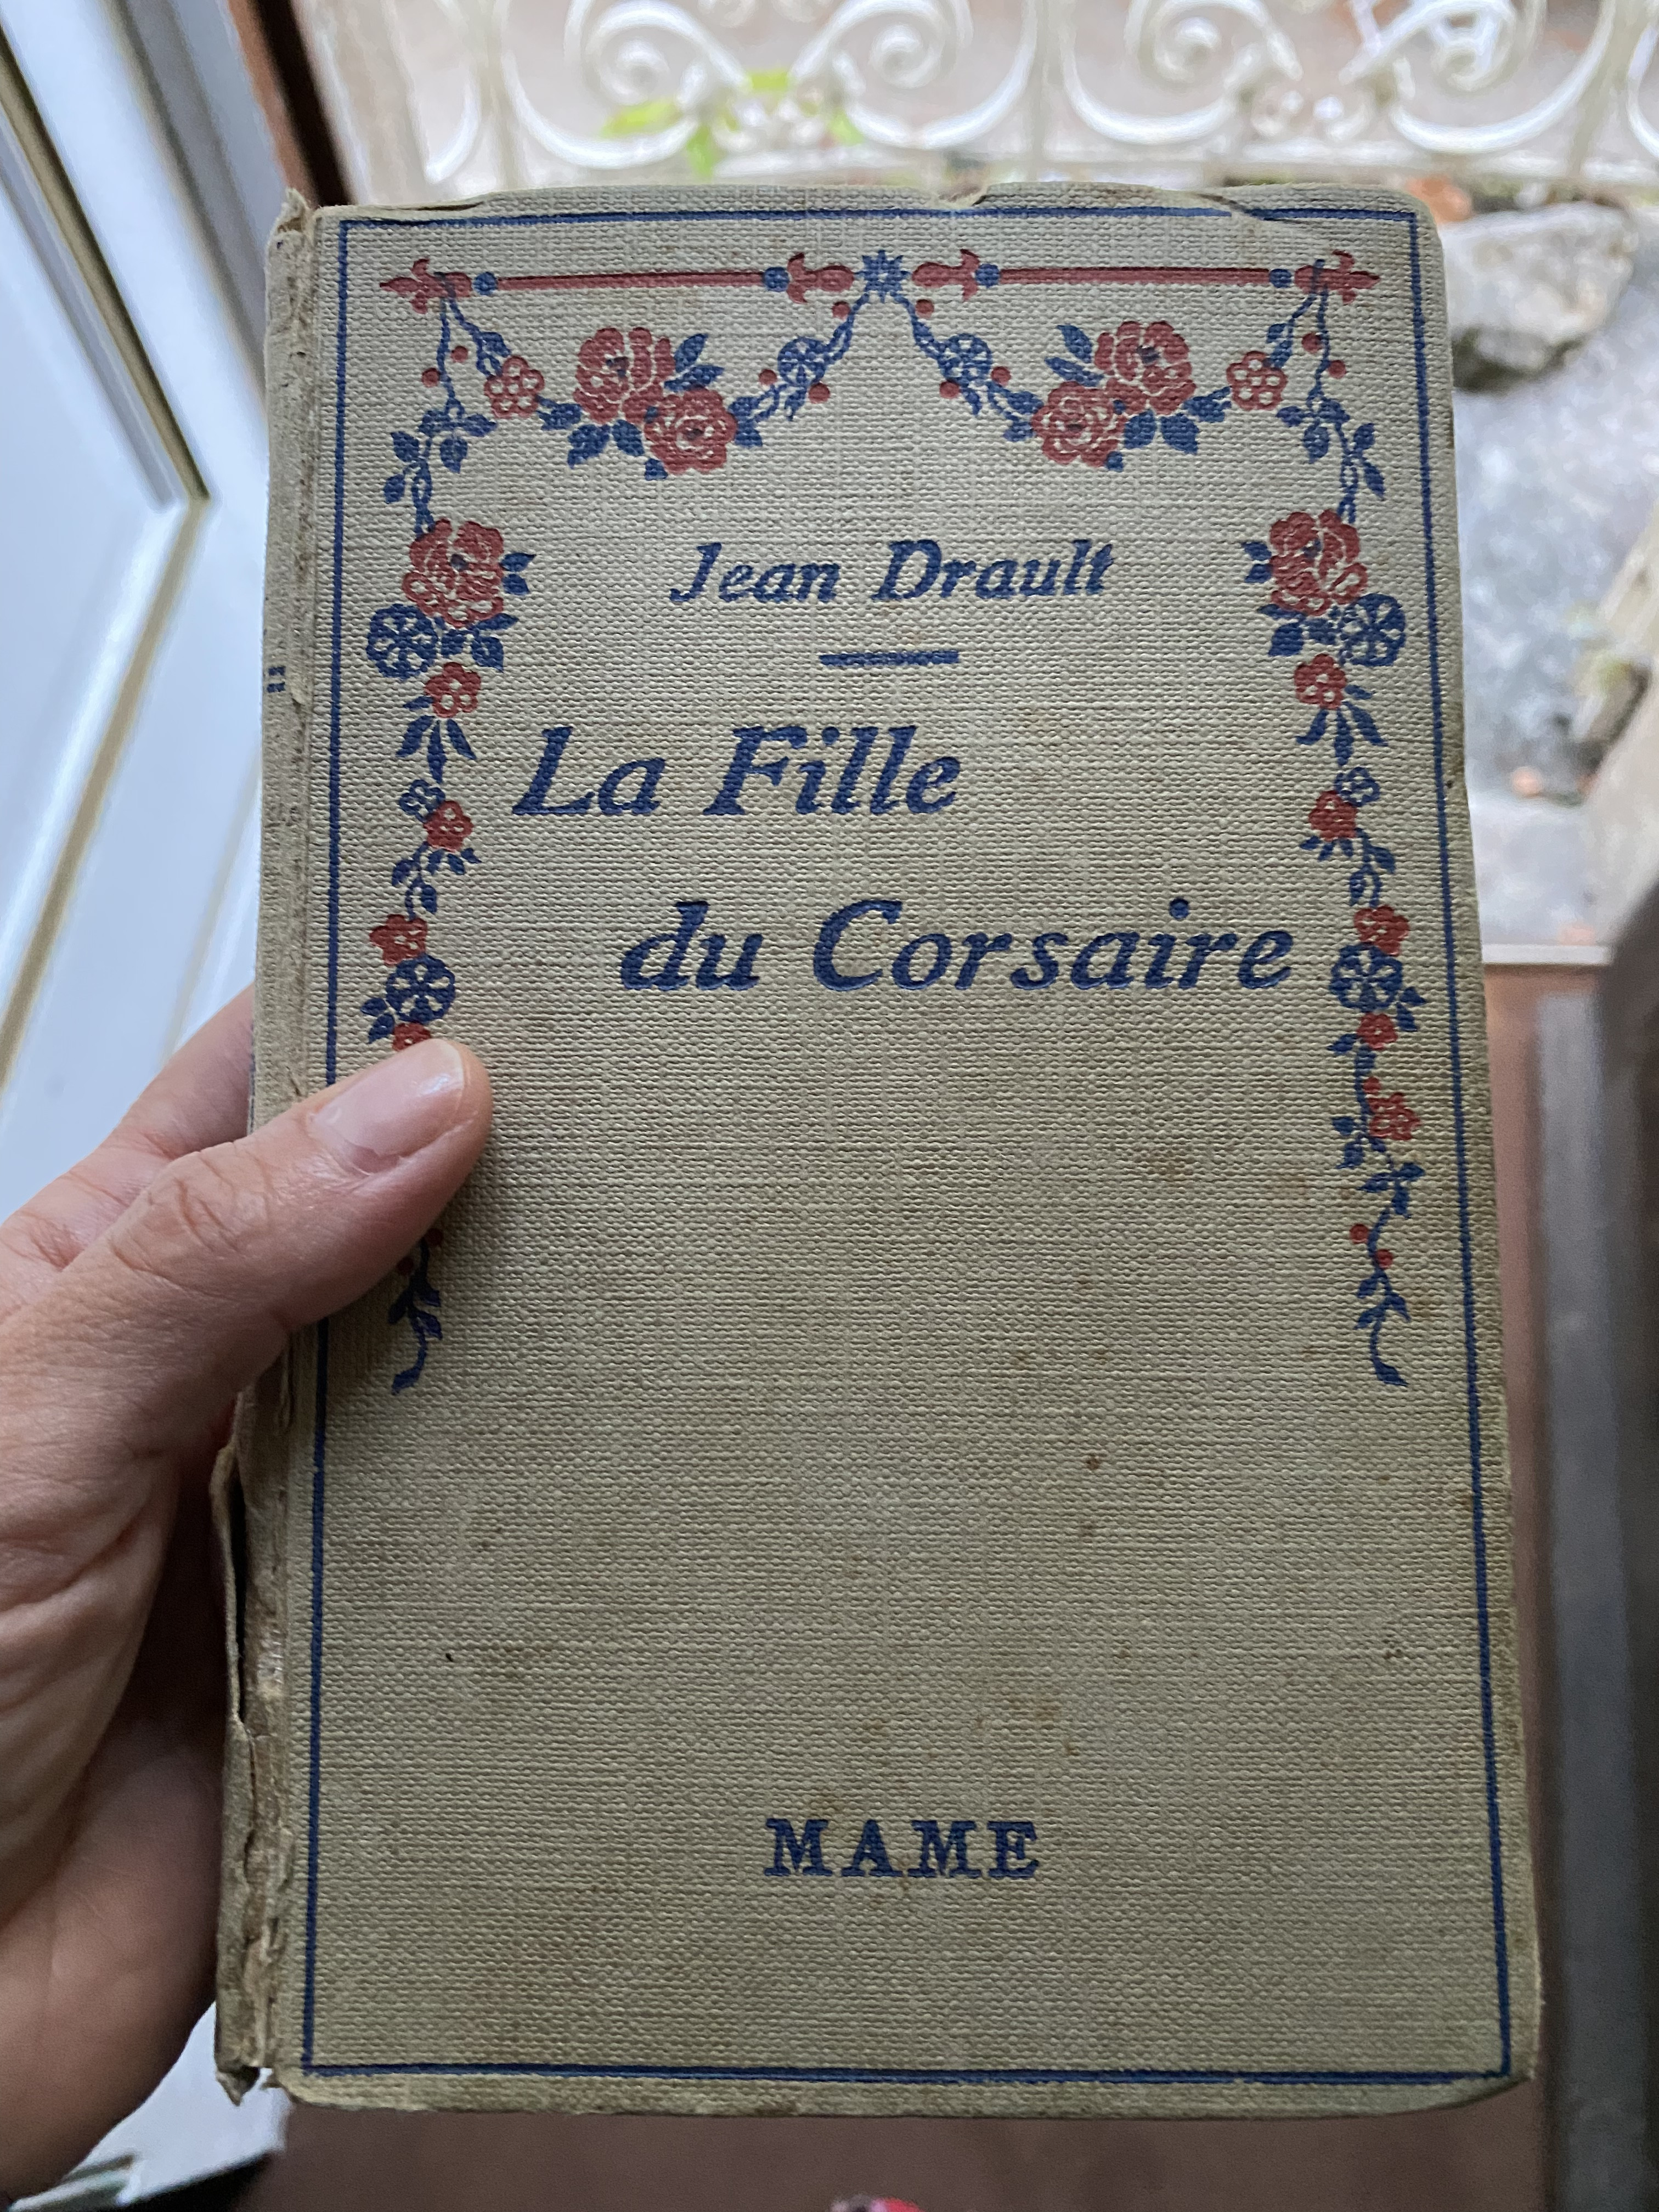 Jean Drault
La Fille
du Corsaire
MAME